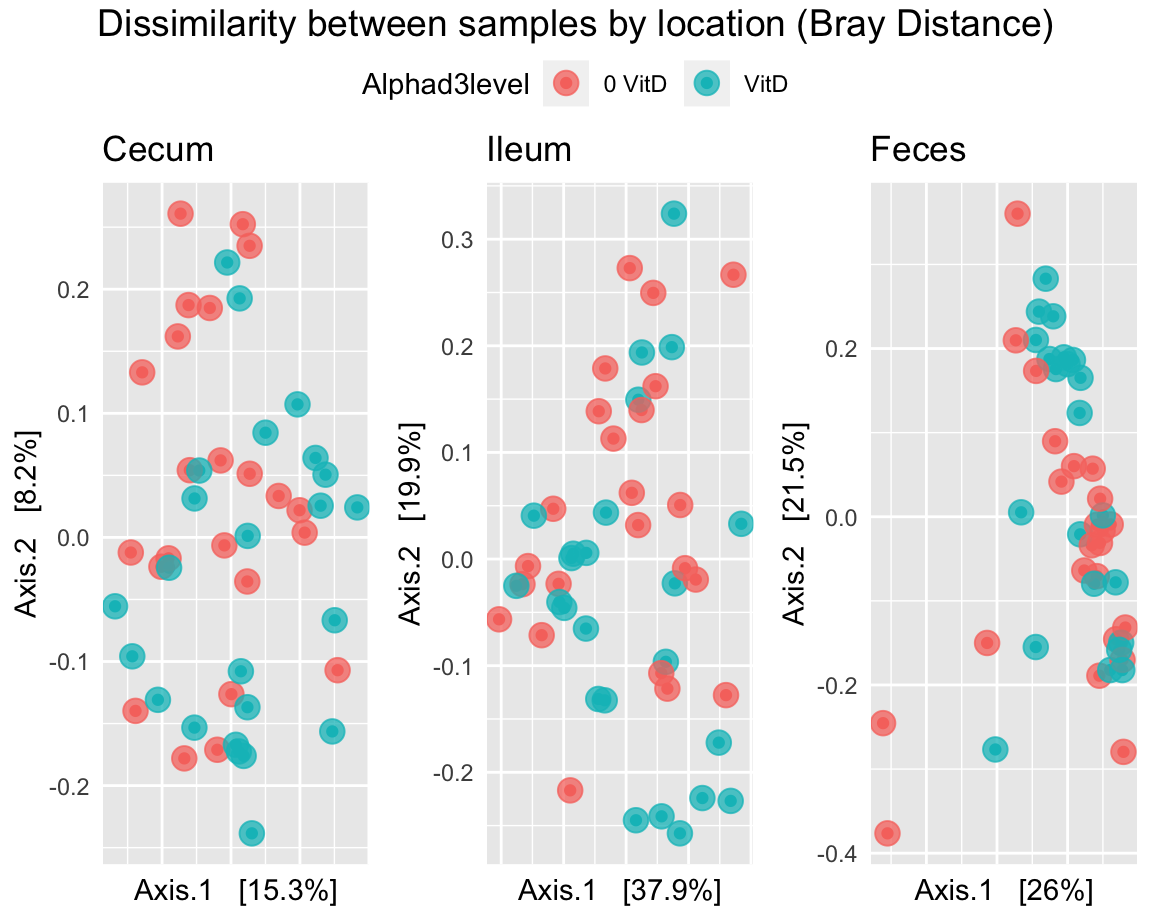 Dissimilarity between samples by location (Bray Distance)
Alphad3level 0 VitD VitD
Cecum
Axis.2 [8.2%]
0.2
0.1
0.0
-0.1
-0.2
Axis.1 [15.3%]
Ileum
Axis.2 [19.9%]
0.3
0.2
0.1
0.0
-0.1
-0.2
Axis.1 [37.9%]
Feces
Axis.2 [21.5%]
0.2
0.0
-0.2
-0.4
Axis.1 [26%]